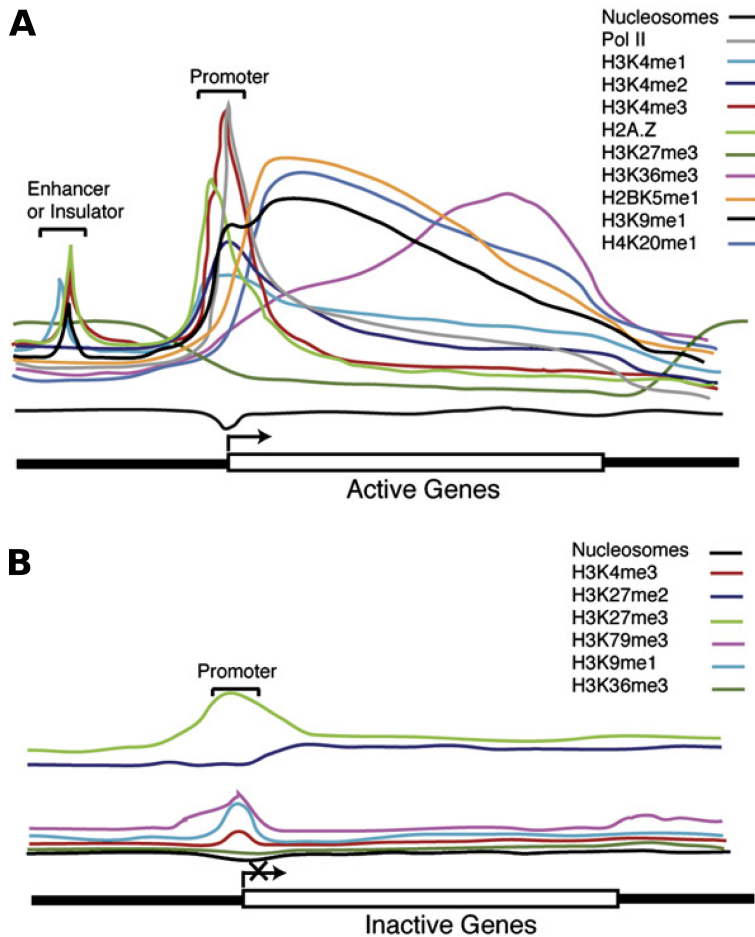 A
Nucleosomes
Pol II
H3K4me1
H3K4me2
H3K4me3
H2A.Z
H3K27me3
H3K36me3
H2BK5me1
H3K9me1
H4K20me1
Promoter
Enhancer
or Insulator
Active Genes
B
Nucleosomes
H3K4me3
H3K27me2
H3K27me3
H3K79me3
H3K9me1
H3K36me3
Promoter
Inactive Genes